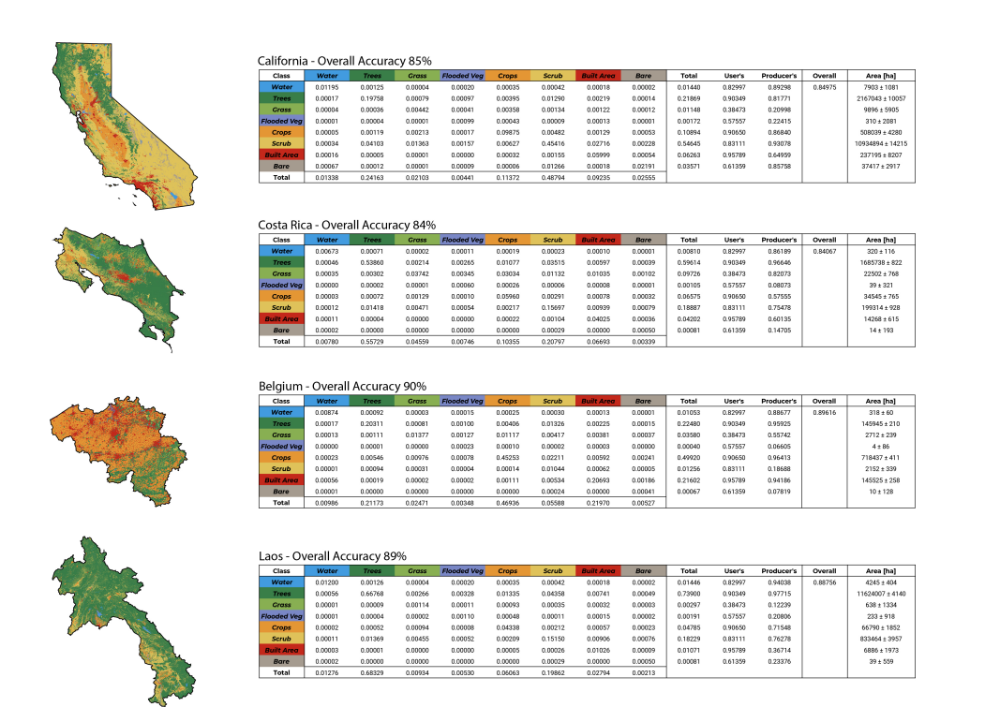 California - Overall Accuracy 85%
Class Water Trees Grass Flooded Veg Crops Scrub Built Area Bare Total User's Producer's Overall Area [ha]
Water 0.01195 0.00125 0.00004 0.00020 0.00035 0.00042 0.00018 0.00002 0.01440 0.82997 0.89298 0.84975 7903 ± 1081
Trees 0.00017 0.19758 0.00079 0.00097 0.00395 0.01290 0.00219 0.00014 0.21869 0.90349 0.81771 2167043 ± 10057
Grass 0.00004 0.00036 0.00442 0.00041 0.00358 0.00134 0.00122 0.00012 0.01148 0.38473 0.20998 9896 ± 5905
Flooded Veg 0.00001 0.00004 0.00001 0.00099 0.00043 0.00009 0.00013 0.00001 0.00172 0.57557 0.22415 310 ± 2081
Crops 0.00005 0.00119 0.00213 0.00017 0.09875 0.00482 0.00129 0.00053 0.10894 0.90650 0.86840 508039 ± 4280
Scrub 0.00034 0.04103 0.01363 0.00157 0.00627 0.45416 0.02716 0.00228 0.54645 0.83111 0.93078 10934894 ± 14215
Built Area 0.00016 0.00005 0.00001 0.00000 0.00032 0.00155 0.05999 0.00054 0.06263 0.95789 0.64959 237195 ± 8207
Bare 0.00067 0.00012 0.00001 0.00009 0.00006 0.01266 0.00018 0.02191 0.03571 0.61359 0.85758 37417 ± 2917
Total 0.01338 0.24163 0.02103 0.00441 0.11372 0.48794 0.09235 0.02555
Costa Rica - Overall Accuracy 84%
Class Water Trees Grass Flooded Veg Crops Scrub Built Area Bare Total User's Producer's Overall Area [ha]
Water 0.00673 0.00071 0.00002 0.00011 0.00019 0.00023 0.00010 0.00001 0.00810 0.82997 0.86189 0.84067 320 ± 116
Trees 0.00046 0.53860 0.00214 0.00265 0.01077 0.03515 0.00597 0.00039 0.59614 0.90349 0.96646 1685738 ± 822
Grass 0.00035 0.00302 0.03742 0.00345 0.03034 0.01132 0.01035 0.00102 0.09726 0.38473 0.82073 22502 ± 768
Flooded Veg 0.00000 0.00002 0.00001 0.00060 0.00026 0.00006 0.00008 0.00001 0.00105 0.57557 0.08073 39 ± 321
Crops 0.00003 0.00072 0.00129 0.00010 0.05960 0.00291 0.00078 0.00032 0.06575 0.90650 0.57555 34545 ± 765
Scrub 0.00012 0.01418 0.00471 0.00054 0.00217 0.15697 0.00939 0.00079 0.18887 0.83111 0.75478 199314 ± 928
Built Area 0.00011 0.00004 0.00000 0.00000 0.00022 0.00104 0.04025 0.00036 0.04202 0.95789 0.60135 14268 ± 615
Bare 0.00002 0.00000 0.00000 0.00000 0.00000 0.00029 0.00000 0.00050 0.00081 0.61359 0.14705 14 ± 193
Total 0.00780 0.55729 0.04559 0.00746 0.10355 0.20797 0.06693 0.00339
Belgium - Overall Accuracy 90%
Class Water Trees Grass Flooded Veg Crops Scrub Built Area Bare Total User's Producer's Overall Area [ha]
Water 0.00874 0.00092 0.00003 0.00015 0.00025 0.00030 0.00013 0.00001 0.01053 0.82997 0.88677 0.89616 318 ± 60
Trees 0.00017 0.20311 0.00081 0.00100 0.00406 0.01326 0.00225 0.00015 0.22480 0.90349 0.95925 145945 ± 210
Grass 0.00013 0.00111 0.01377 0.00127 0.01117 0.00417 0.00381 0.00037 0.03580 0.38473 0.55742 2712 ± 239
Flooded Veg 0.00000 0.00001 0.00000 0.00023 0.00010 0.00002 0.00003 0.00000 0.00040 0.57557 0.06605 4 ± 86
Crops 0.00023 0.00546 0.00976 0.00078 0.45253 0.02211 0.00592 0.00241 0.49920 0.90650 0.96413 718437 ± 411
Scrub 0.00001 0.00094 0.00031 0.00004 0.00014 0.01044 0.00062 0.00005 0.01256 0.83111 0.18688 2152 ± 339
Built Area 0.00056 0.00019 0.00002 0.00002 0.00111 0.00534 0.20693 0.00186 0.21602 0.95789 0.94186 145525 ± 258
Bare 0.00001 0.00000 0.00000 0.00000 0.00000 0.00024 0.00000 0.00041 0.00067 0.61359 0.07819 10 ± 128
Total 0.00986 0.21173 0.02471 0.00348 0.46936 0.05588 0.21970 0.00527
Laos - Overall Accuracy 89%
Class Water Trees Grass Flooded Veg Crops Scrub Built Area Bare Total User's Producer's Overall Area [ha]
Water 0.01200 0.00126 0.00004 0.00020 0.00035 0.00042 0.00018 0.00002 0.01446 0.82997 0.94038 0.88756 4245 ± 404
Trees 0.00056 0.66768 0.00266 0.00328 0.01335 0.04358 0.00741 0.00049 0.73900 0.90349 0.97715 11624007 ± 4140
Grass 0.00001 0.00009 0.00114 0.00011 0.00093 0.00035 0.00032 0.00003 0.00297 0.38473 0.12239 638 ± 1334
Flooded Veg 0.00001 0.00004 0.00002 0.00110 0.00048 0.00011 0.00015 0.00002 0.00191 0.57557 0.20806 233 ± 918
Crops 0.00002 0.00052 0.00094 0.00008 0.04338 0.00212 0.00057 0.00023 0.04785 0.90650 0.71548 66790 ± 1852
Scrub 0.00011 0.01369 0.00455 0.00052 0.00209 0.15150 0.00906 0.00076 0.18229 0.83111 0.76278 833464 ± 3957
Built Area 0.00003 0.00001 0.00000 0.00000 0.00005 0.00026 0.01026 0.00009 0.01071 0.95789 0.36714 6886 ± 1973
Bare 0.00002 0.00000 0.00000 0.00000 0.00000 0.00029 0.00000 0.00050 0.00081 0.61359 0.23376 39 ± 559
Total 0.01276 0.68329 0.00934 0.00530 0.06063 0.19862 0.02794 0.00213